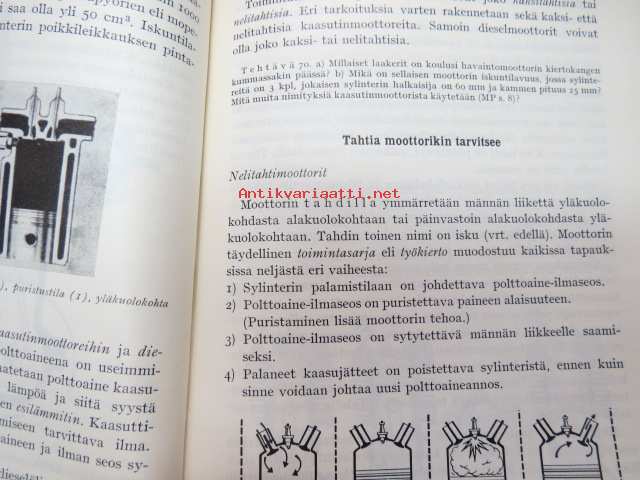 1000
saa olla yli 50 cm³. Iskuntila-
poikkileikkauksen pinta-
puristustila (1), yläkuolokohta
ja die-
on useimmi-
polttoaine kaasu-
lämpöä ja siitä syystä
esilämmitin. Kaasutti-
tarvittava ilma.
ja ilman seos sy-
tia
nelitahtisia. Eri tarkoituksia varten rakennetaan sekä kaksi- että
nelitahtisia kaasutinmoottoreita. Samoin dieselmoottorit voivat
olla joko kaksi- tai nelitahtisia.
Tehtävä 70. a) Millaiset laakerit on koulusi havaintomoottorin kiertokangen
kummassakin päässä? b) Mikä on sellaisen moottorin iskuntilavuus, jossa sylinte-
reitä on 3 kpl, jokaisen sylinterin halkaisija on 60 mm ja kammen pituus 25 mm?
Mitä muita nimityksiä kaasutinmoottorista käytetään (MP s. 8)?
Tahtia moottorikin tarvitsee
Nelitahtimoottorit
Antikvariaatti.net
Moottorin tahdilla ymmärretään männän liikettä yläkuolo-
kohdasta alakuolokohtaan tai päinvastoin alakuolokohdasta ylä-
kuolokohtaan. Tahdin toinen nimi on isku (vrt. edellä). Moottorin
täydellinen toimintasarja eli työkierto muodostuu kaikissa tapauk-
sissa neljästä eri vaiheesta:
1) Sylinterin palamistilaan on johdettava polttoaine-ilmaseos.
2) Polttoaine-ilmaseos on puristettava paineen alaisuuteen.
(Puristaminen lisää moottorin tehoa.)
3) Polttoaine-ilmaseos on sytytettävä männän liikkeelle saami-
seksi.
4) Palaneet kaasujätteet on poistettava sylinteristä, ennen kuin
sinne voidaan johtaa uusi polttoaineannos.